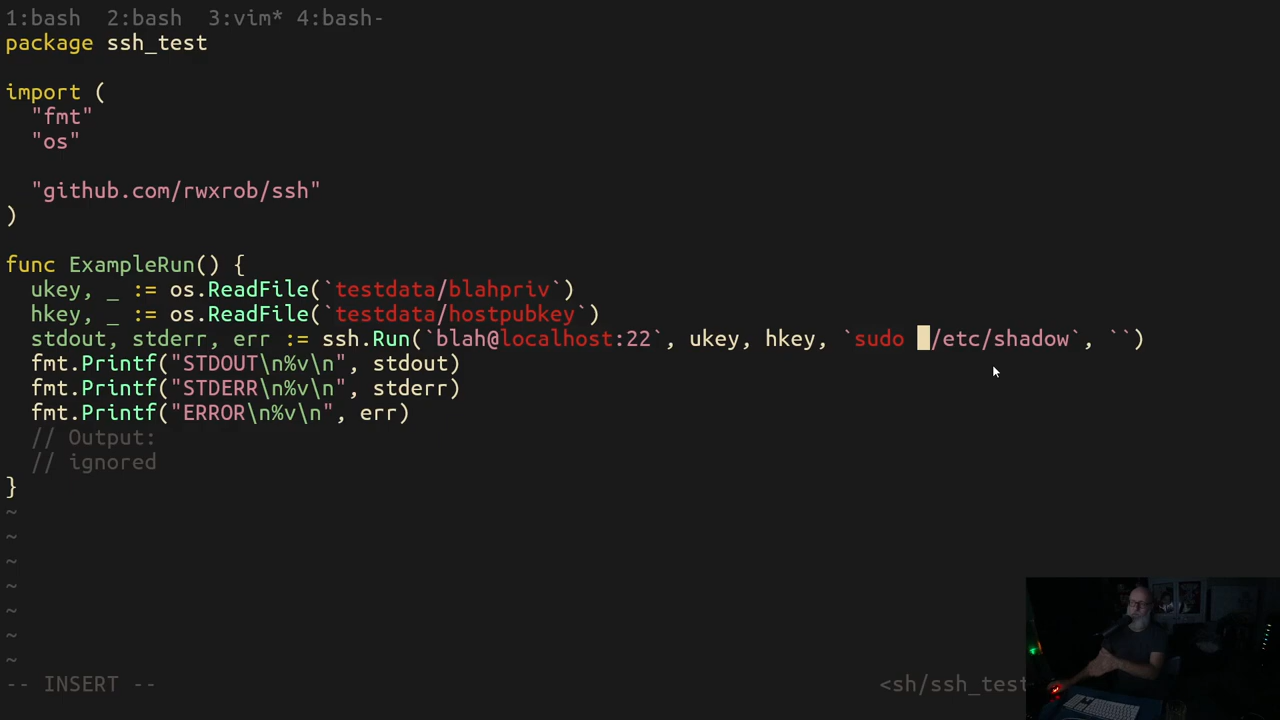 1:bash  2:bash  3:vim* 4:bash-
package ssh_test
import (
  "fmt"
  "os"
  "github.com/rwxrob/ssh"
)
func ExampleRun() {
  ukey, _ := os.ReadFile(`testdata/blahpriv`)
  hkey, _ := os.ReadFile(`testdata/hostpubkey`)
  stdout, stderr, err := ssh.Run(`blah@localhost:22`, ukey, hkey, `sudo /etc/shadow`, ``)
  fmt.Printf("STDOUT\n%v\n", stdout)
  fmt.Printf("STDERR\n%v\n", stderr)
  fmt.Printf("ERROR\n%v\n", err)
  // Output:
  // ignored
}
~
~
~
~
~
~
~
-- INSERT --                    <sh/ssh_test